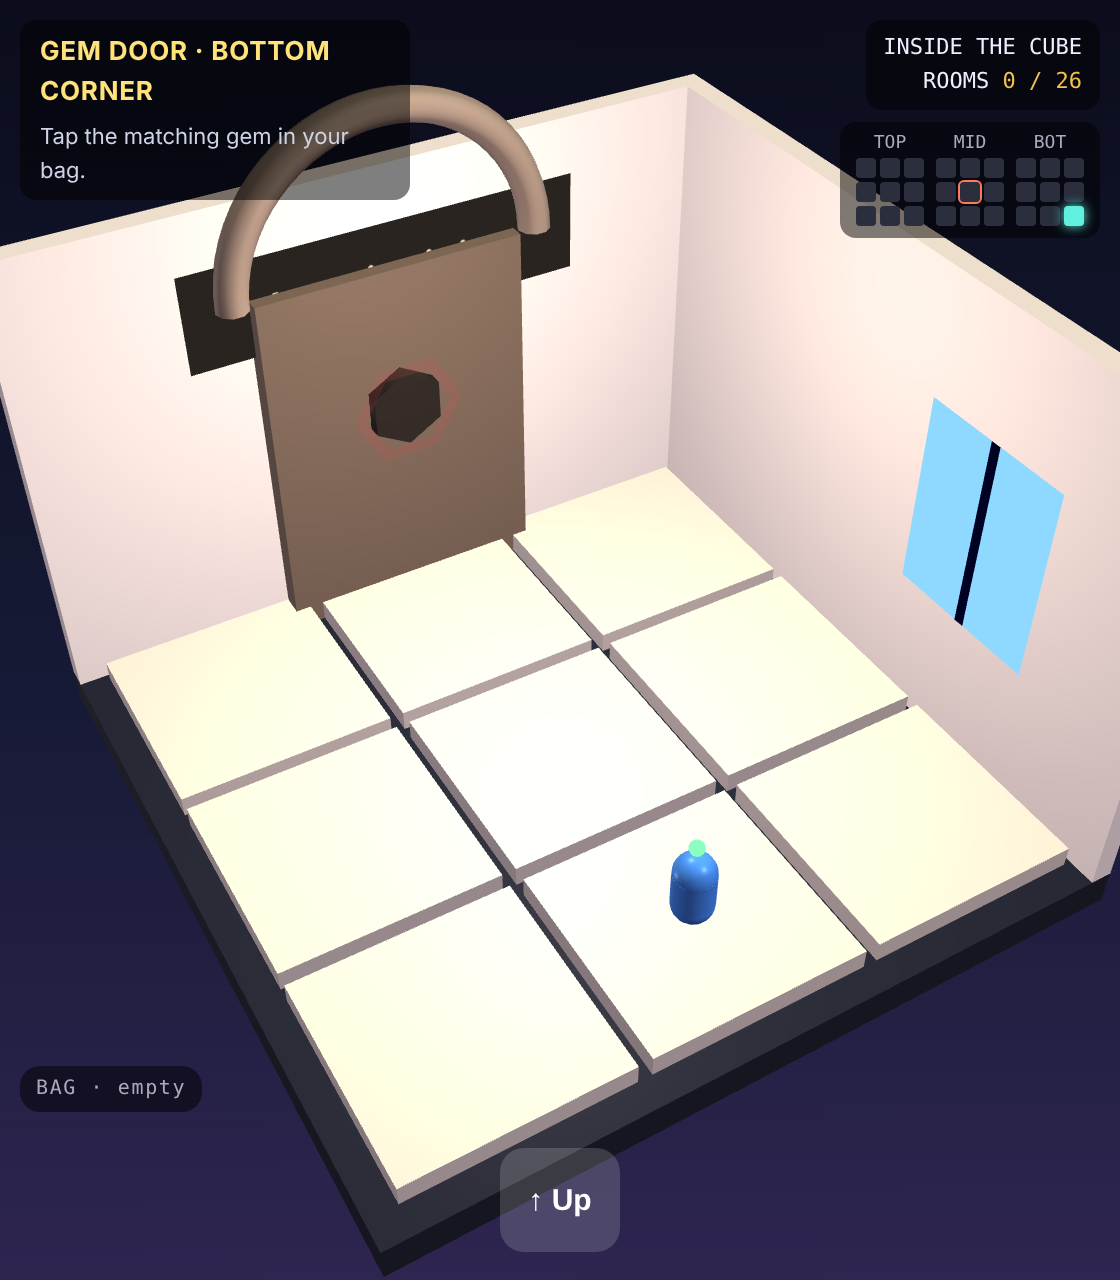 GEM DOOR · BOTTOM
CORNER
Tap the matching gem in your
bag.
INSIDE THE CUBE
ROOMS 0 / 26
TOP MID BOT
BAG · empty
↑ Up